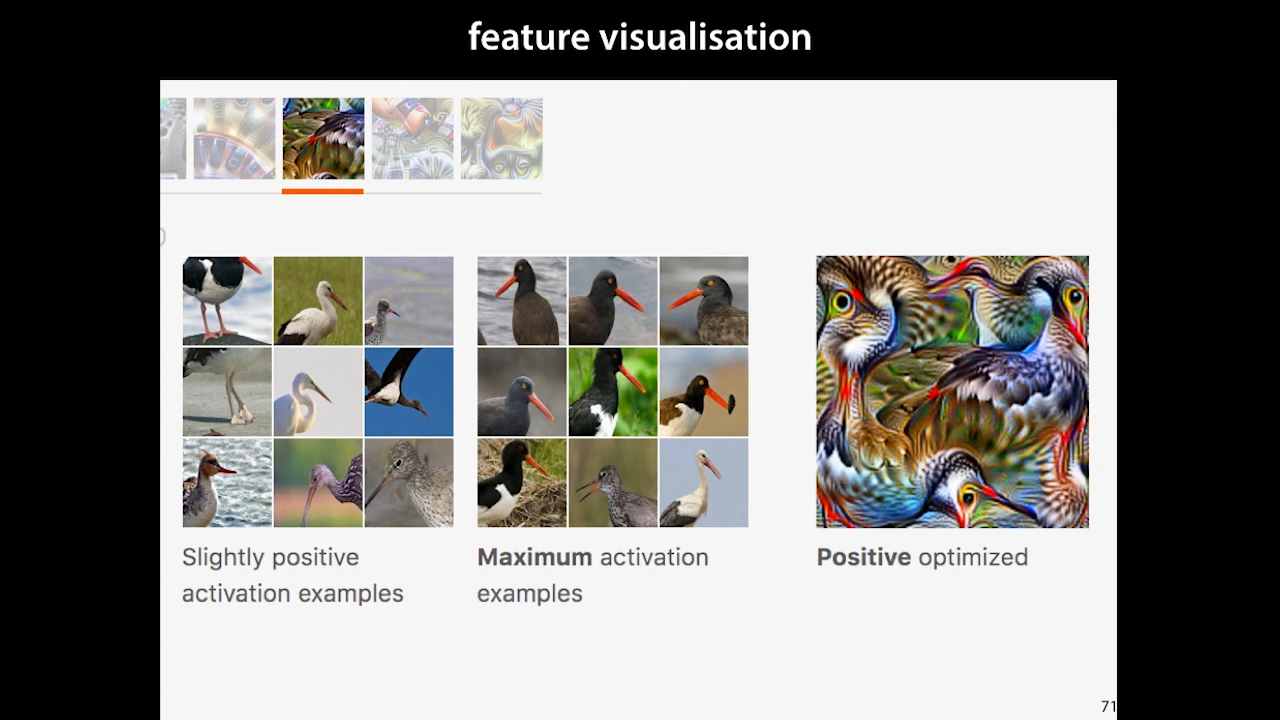 feature visualisation
Slightly positive
activation examples
Maximum activation
examples
Positive optimized
71